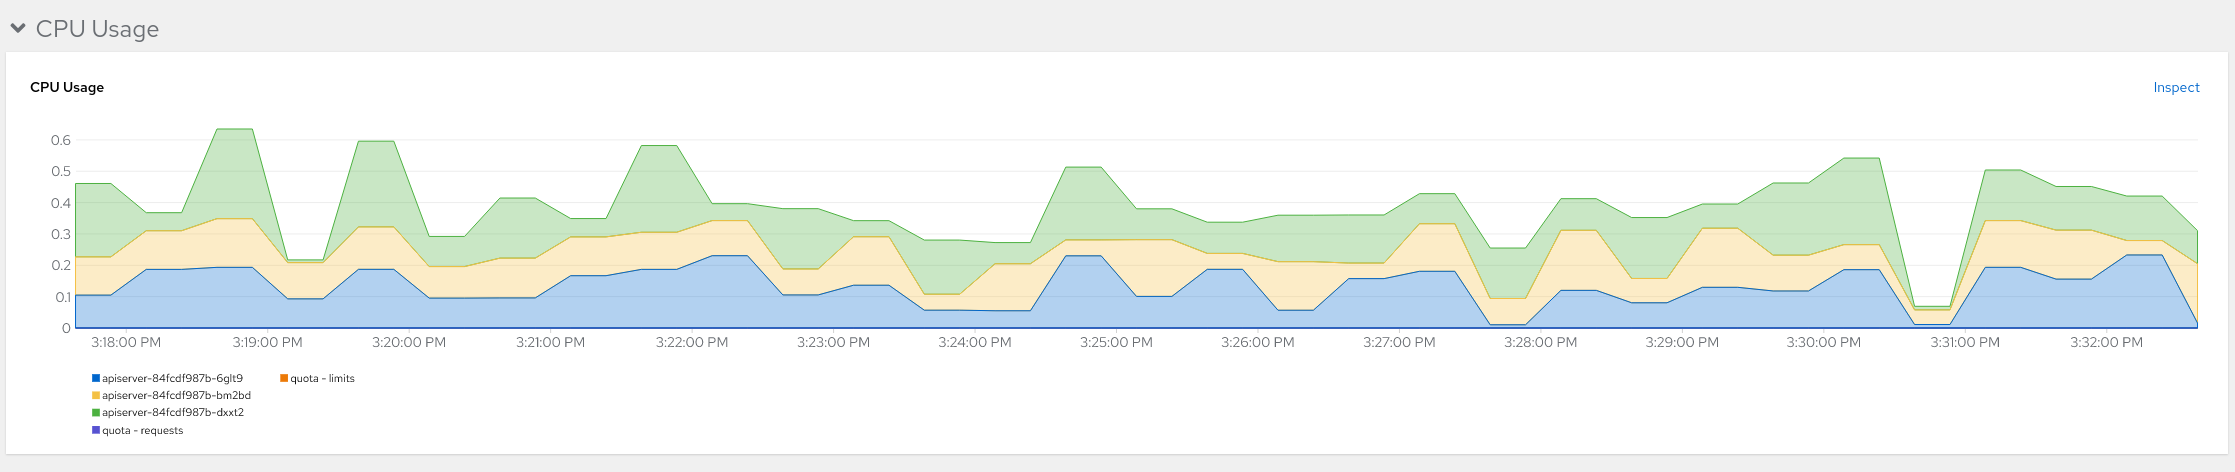 CPU Usage
CPU Usage
Inspect
0.6
0.5
0.4
0.3
0.2
0.1
0
3:18:00 PM 3:19:00 PM 3:20:00 PM 3:21:00 PM 3:22:00 PM 3:23:00 PM 3:24:00 PM 3:25:00 PM 3:26:00 PM 3:27:00 PM 3:28:00 PM 3:29:00 PM 3:30:00 PM 3:31:00 PM 3:32:00 PM
apiserver-84fcdf987b-6glt9 quota - limits
apiserver-84fcdf987b-bm2bd
apiserver-84fcdf987b-dxxt2
quota - requests